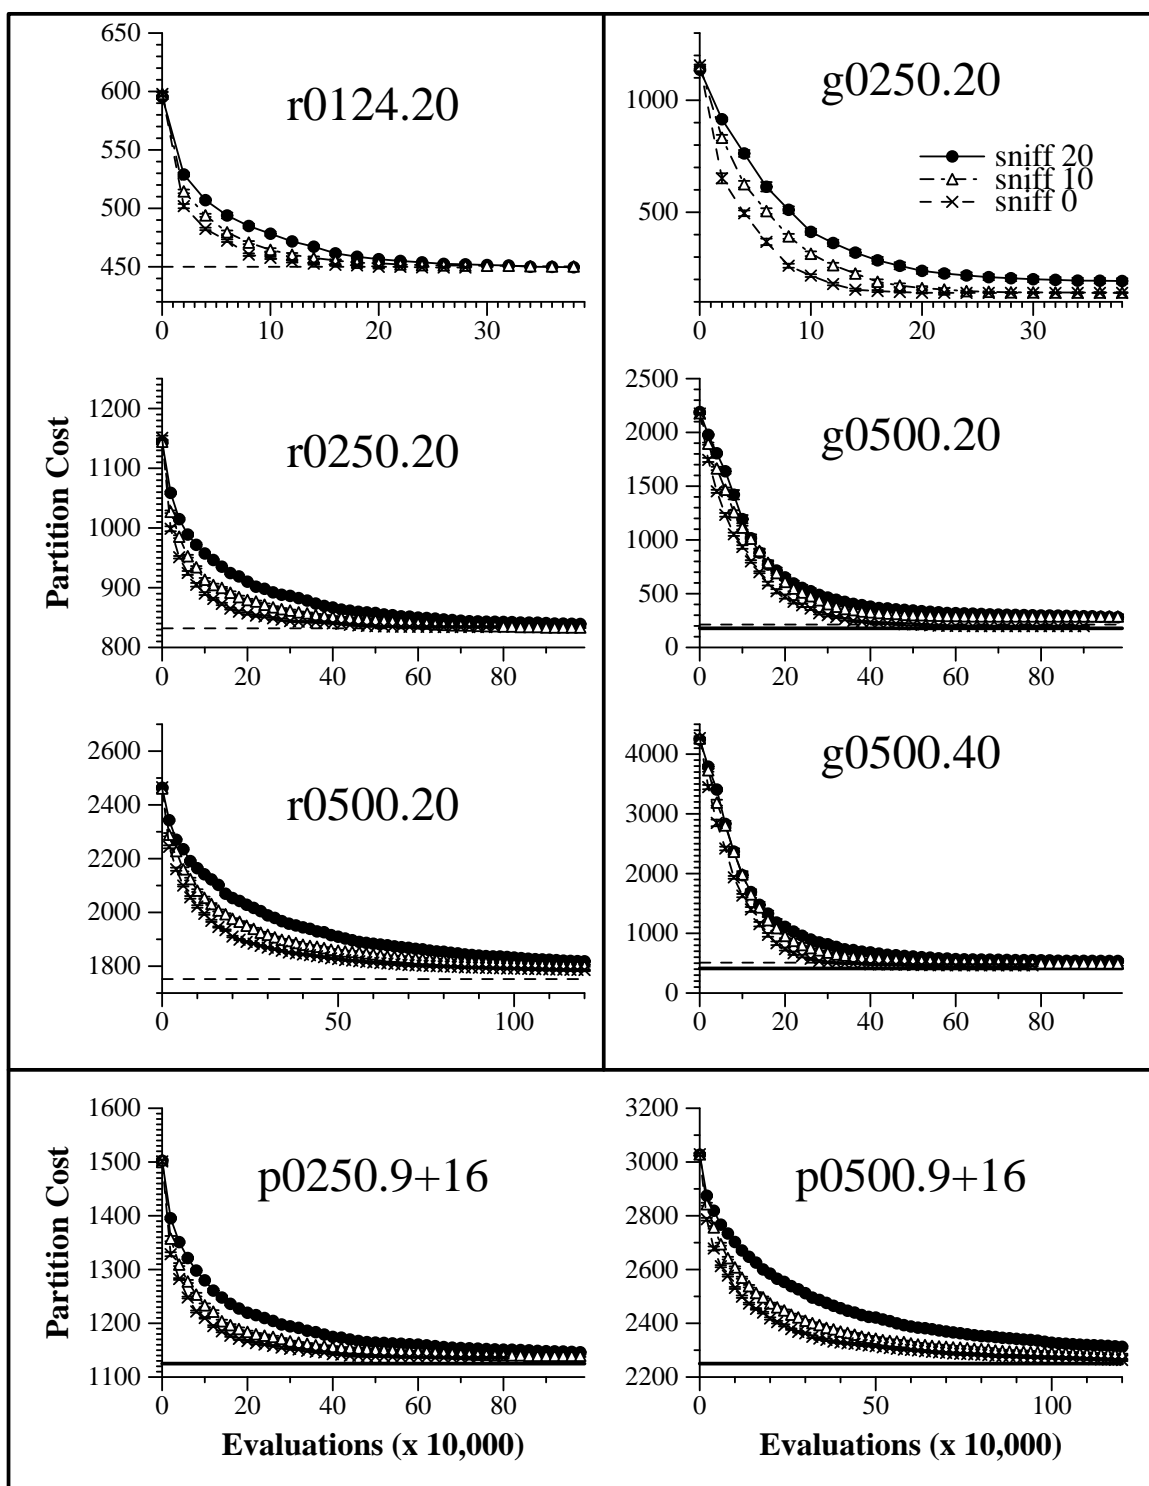 r0124.20
650
600
550
500
450
0 10 20 30
g0250.20
1000
500
0 10 20 30
sniff 20
sniff 10
sniff 0
Partition Cost
r0250.20
1200
1100
1000
900
800
0 20 40 60 80
g0500.20
2500
2000
1500
1000
500
0
0 20 40 60 80
r0500.20
2600
2400
2200
2000
1800
0 50 100
g0500.40
4000
3000
2000
1000
0
0 20 40 60 80
Partition Cost
p0250.9+16
1600
1500
1400
1300
1200
1100
0 20 40 60 80
Evaluations (x 10,000)
p0500.9+16
3200
3000
2800
2600
2400
2200
0 50 100
Evaluations (x 10,000)